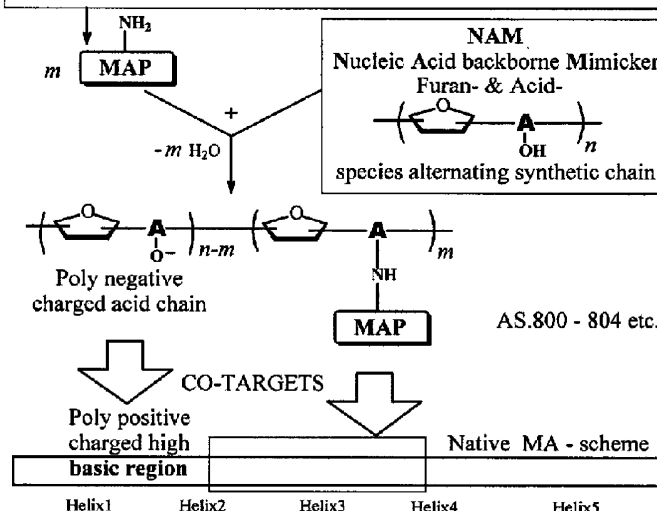 NH2
m MAP
NAM
Nucleic Acid backborne Mimicker
Furan- & Acid-
O
A
OH
n
species alternating synthetic chain
+
-m H2O
O
A
O−
n-m
O
A
m
NH
MAP
Poly negative
charged acid chain
AS.800 - 804 etc.
CO-TARGETS
Poly positive
charged high
basic region
Native MA - scheme
Helix1 Helix2 Helix3 Helix4 Helix5